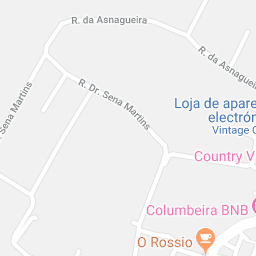 R. da Asnagueira
R. da Asnagueira
Sena Martins
R. Dr. Sena Martins
Loja de apare
electrón
Vintage
Country V
Columbeira BNB
O Rossio